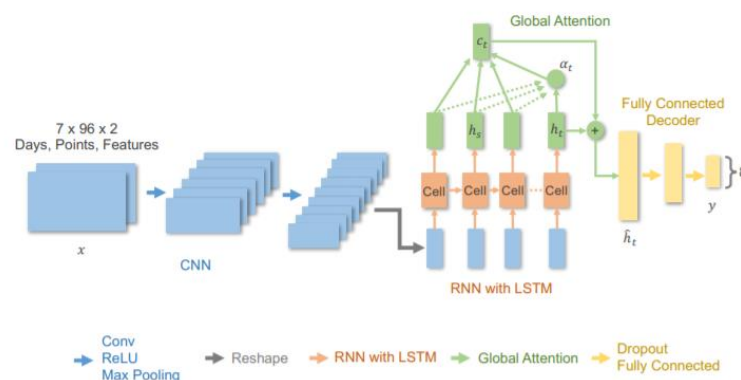 Global Attention
c_t
α_t
7 x 96 x 2
Days, Points, Features
Fully Connected
Decoder
h_s
h_t
+
Cell
Cell
Cell
Cell
x
CNN
ĥ_t
y
RNN with LSTM
Conv
ReLU
Max Pooling
Reshape
RNN with LSTM
Global Attention
Dropout
Fully Connected